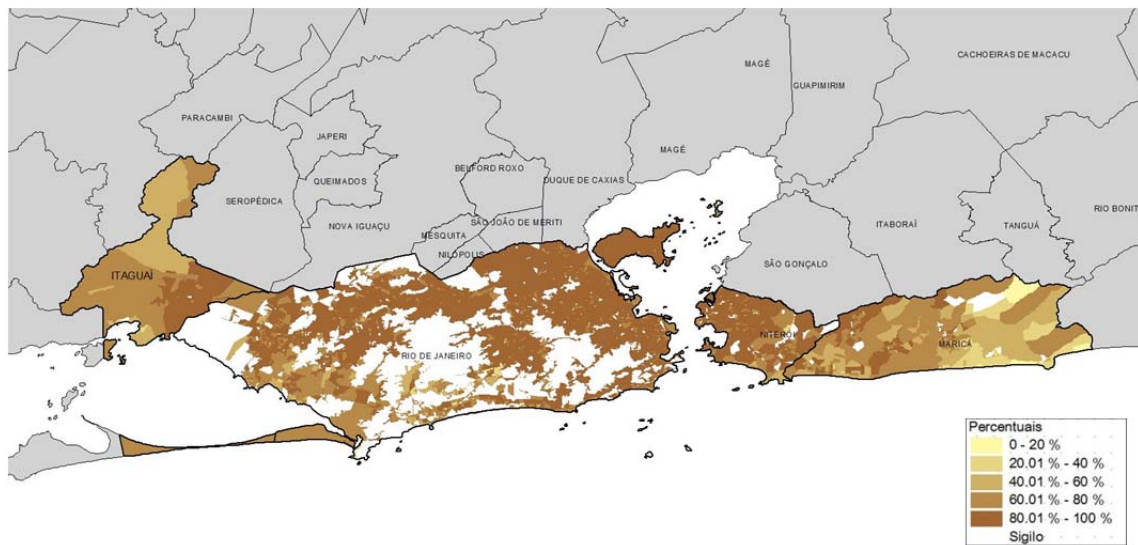 CACHOEIRAS DE MACACU
MAGÉ
GUAPIMIRIM
PARACAMBI
JAPERI
MAGÉ
BELFORD ROXO
QUEIMADOS
DUQUE DE CAXIAS
SEROPÉDICA
RIO BONIT
ITABORAÍ
TANGUÁ
NOVA IGUAÇU
SÃO JOÃO DE MERITI
MESQUITA
NILÓPOLIS
SÃO GONÇALO
ITAGUAÍ
NITERÓI
MARICÁ
RIO DE JANEIRO
Percentuais
0 - 20 %
20.01 % - 40 %
40.01 % - 60 %
60.01 % - 80 %
80.01 % - 100 %
Sigilo